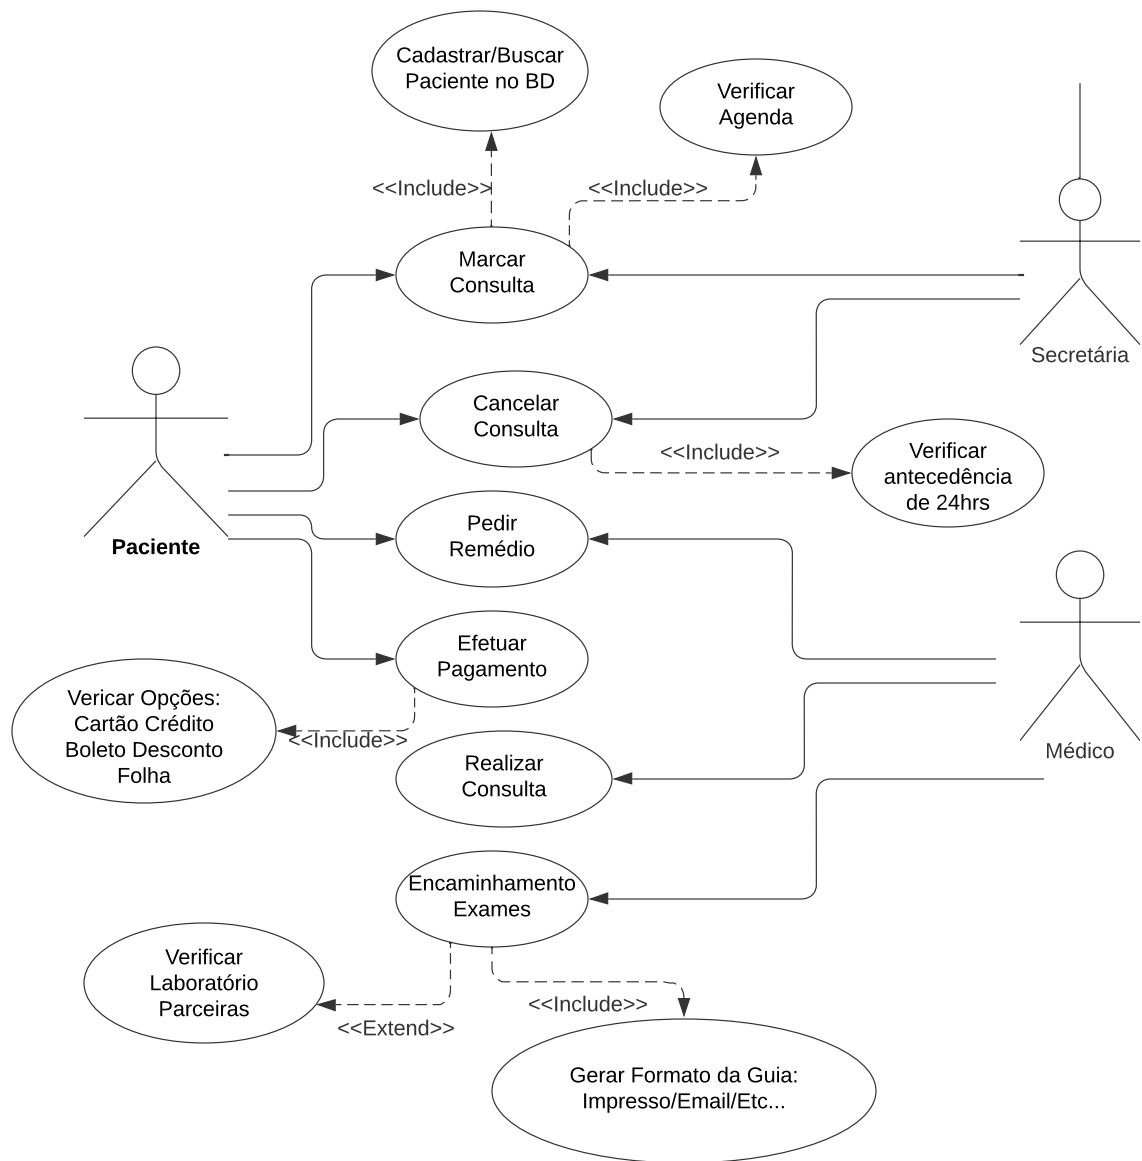 Cadastrar/Buscar
Paciente no BD
Verificar
Agenda
<<Include>>
<<Include>>
Marcar
Consulta
Secretária
Cancelar
Consulta
<<Include>>
Verificar
antecedência
de 24hrs
Pedir
Remédio
Paciente
Efetuar
Pagamento
Vericar Opções:
Cartão Crédito
Boleto Desconto
Folha
<<Include>>
Realizar
Consulta
Médico
Encaminhamento
Exames
Verificar
Laboratório
Parceiras
<<Extend>>
<<Include>>
Gerar Formato da Guia:
Impresso/Email/Etc...